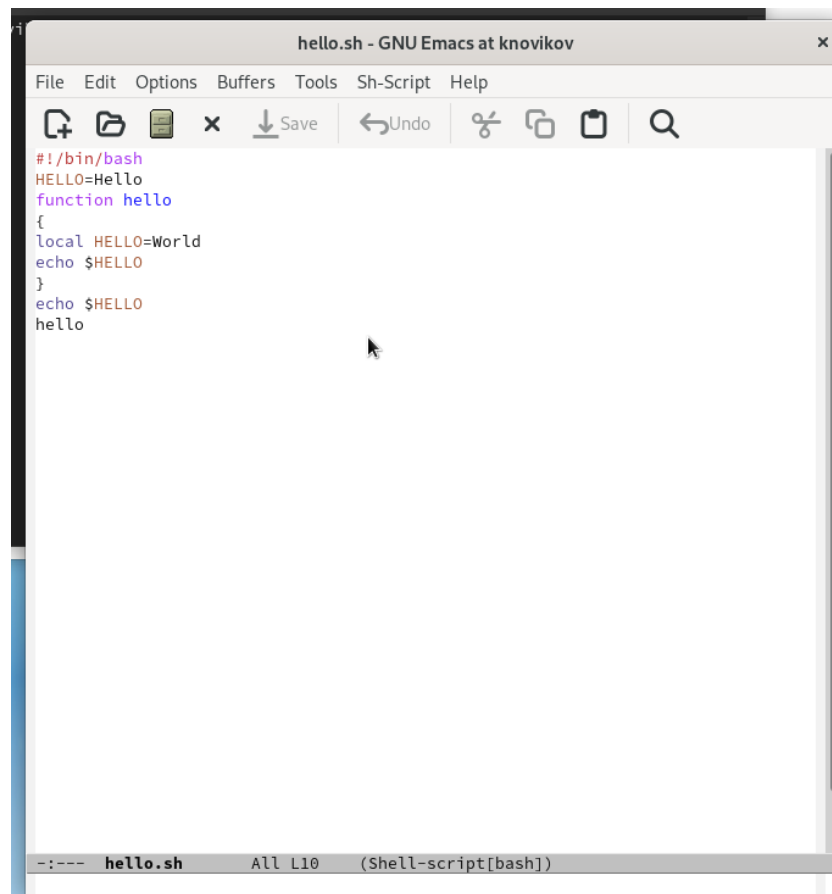 hello.sh - GNU Emacs at knovikov
File Edit Options Buffers Tools Sh-Script Help
Save Undo
#!/bin/bash
HELLO=Hello
function hello
{
local HELLO=World
echo $HELLO
}
echo $HELLO
hello
-:--- hello.sh All L10 (Shell-script[bash])